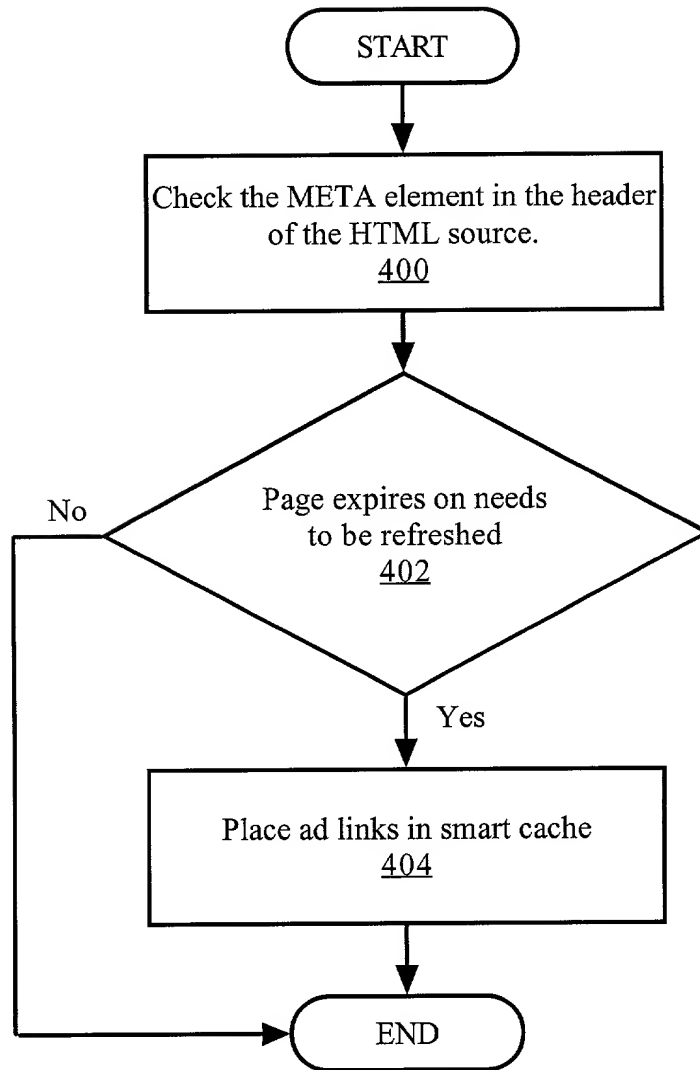 START
Check the META element in the header
of the HTML source.
400
Page expires on needs
to be refreshed
402
No
Yes
Place ad links in smart cache
404
END